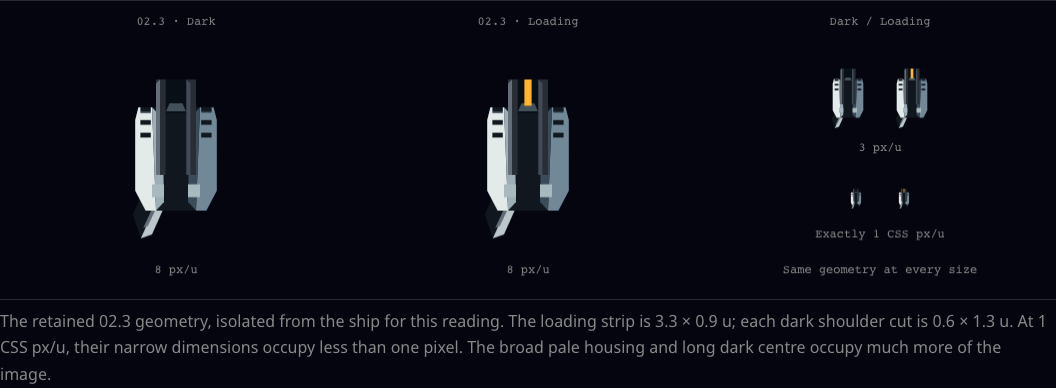 02.3 · Dark
02.3 · Loading
Dark / Loading
3 px/u
Exactly 1 CSS px/u
8 px/u
8 px/u
Same geometry at every size
The retained 02.3 geometry, isolated from the ship for this reading. The loading strip is 3.3 × 0.9 u; each dark shoulder cut is 0.6 × 1.3 u. At 1
CSS px/u, their narrow dimensions occupy less than one pixel. The broad pale housing and long dark centre occupy much more of the
image.